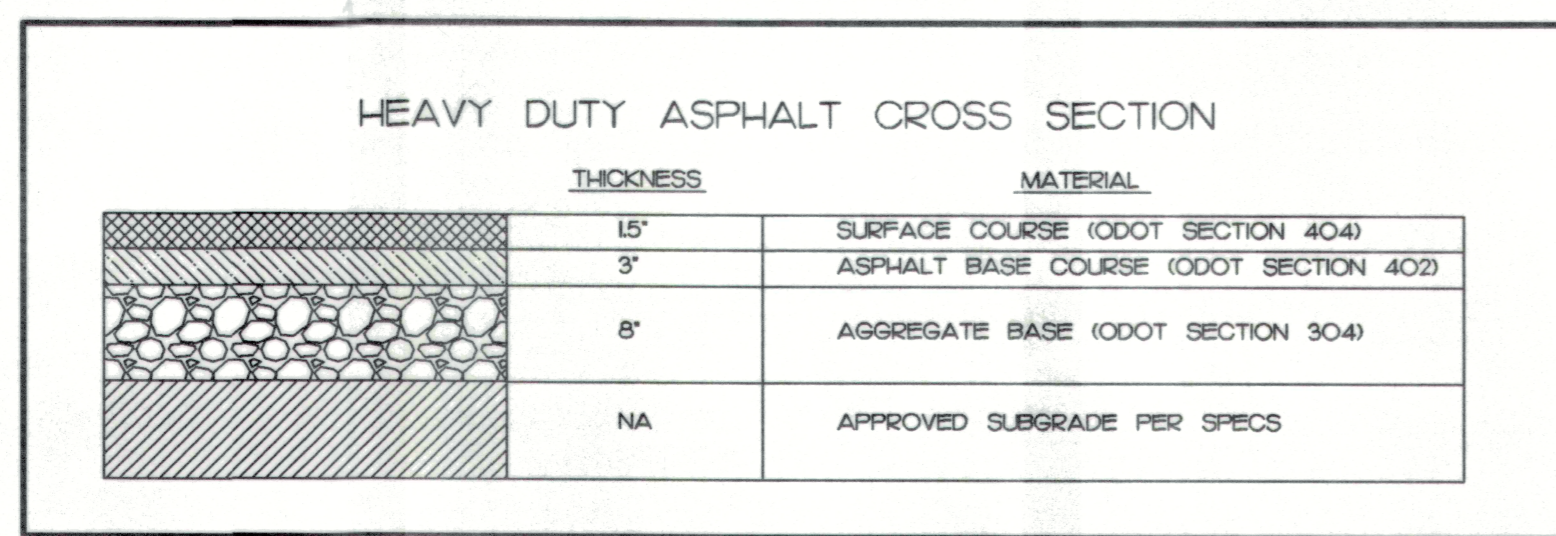 HEAVY DUTY ASPHALT CROSS SECTION
THICKNESS MATERIAL
1.5" SURFACE COURSE (ODOT SECTION 404)
3" ASPHALT BASE COURSE (ODOT SECTION 402)
8" AGGREGATE BASE (ODOT SECTION 304)
NA APPROVED SUBGRADE PER SPECS